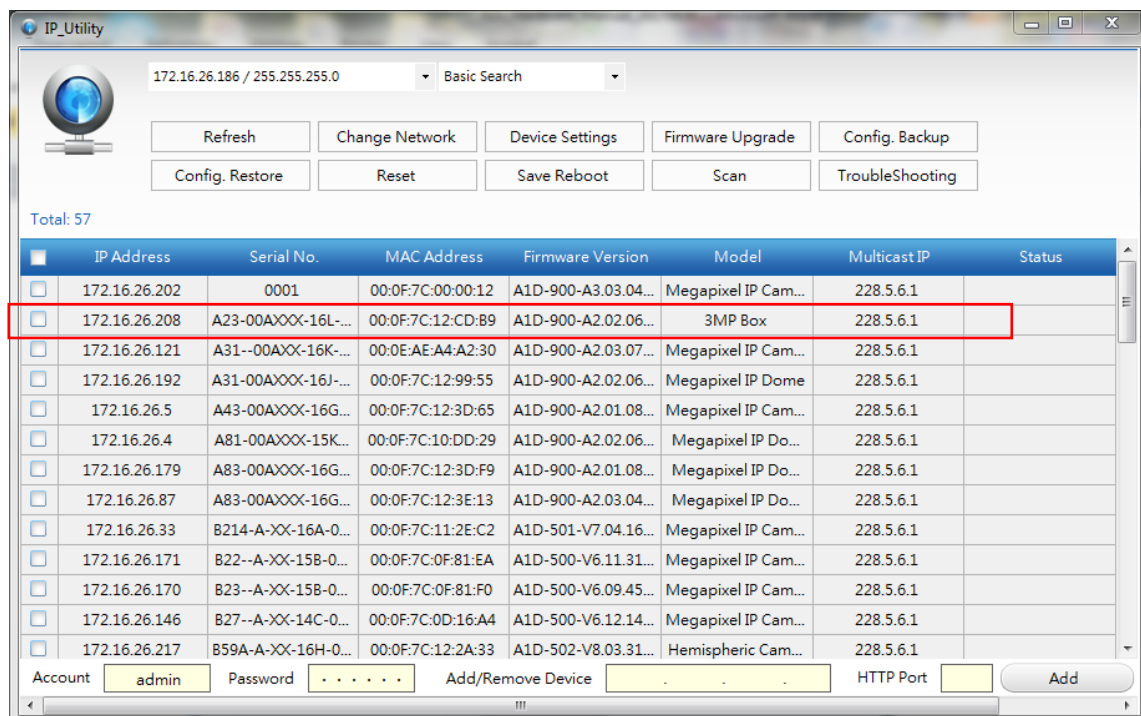 IP_Utility
172.16.26.186 / 255.255.255.0 Basic Search
Refresh Change Network Device Settings Firmware Upgrade Config. Backup
Config. Restore Reset Save Reboot Scan TroubleShooting
Total: 57
IP Address Serial No. MAC Address Firmware Version Model Multicast IP Status
172.16.26.202 0001 00:0F:7C:00:00:12 A1D-900-A3.03.04... Megapixel IP Cam... 228.5.6.1
172.16.26.208 A23-00AXXX-16L-... 00:0F:7C:12:CD:B9 A1D-900-A2.02.06... 3MP Box 228.5.6.1
172.16.26.121 A31--00AXX-16K-... 00:0E:AE:A4:A2:30 A1D-900-A2.03.07... Megapixel IP Cam... 228.5.6.1
172.16.26.192 A31-00AXXX-16J-... 00:0F:7C:12:99:55 A1D-900-A2.02.06... Megapixel IP Dome 228.5.6.1
172.16.26.5 A43-00AXXX-16G... 00:0F:7C:12:3D:65 A1D-900-A2.01.08... Megapixel IP Cam... 228.5.6.1
172.16.26.4 A81-00AXXX-15K... 00:0F:7C:10:DD:29 A1D-900-A2.02.06... Megapixel IP Do... 228.5.6.1
172.16.26.179 A83-00AXXX-16G... 00:0F:7C:12:3D:F9 A1D-900-A2.01.08... Megapixel IP Do... 228.5.6.1
172.16.26.87 A83-00AXXX-16G... 00:0F:7C:12:3E:13 A1D-900-A2.03.04... Megapixel IP Do... 228.5.6.1
172.16.26.33 B214-A-XX-16A-0... 00:0F:7C:11:2E:C2 A1D-501-V7.04.16... Megapixel IP Cam... 228.5.6.1
172.16.26.171 B22--A-XX-15B-0... 00:0F:7C:0F:81:EA A1D-500-V6.11.31... Megapixel IP Cam... 228.5.6.1
172.16.26.170 B23--A-XX-15B-0... 00:0F:7C:0F:81:F0 A1D-500-V6.09.45... Megapixel IP Cam... 228.5.6.1
172.16.26.146 B27--A-XX-14C-0... 00:0F:7C:0D:16:A4 A1D-500-V6.12.14... Megapixel IP Cam... 228.5.6.1
172.16.26.217 B59A-A-XX-16H-0... 00:0F:7C:12:2A:33 A1D-502-V8.03.31... Hemispheric Cam... 228.5.6.1
Account admin Password · · · · · · Add/Remove Device . . . HTTP Port Add